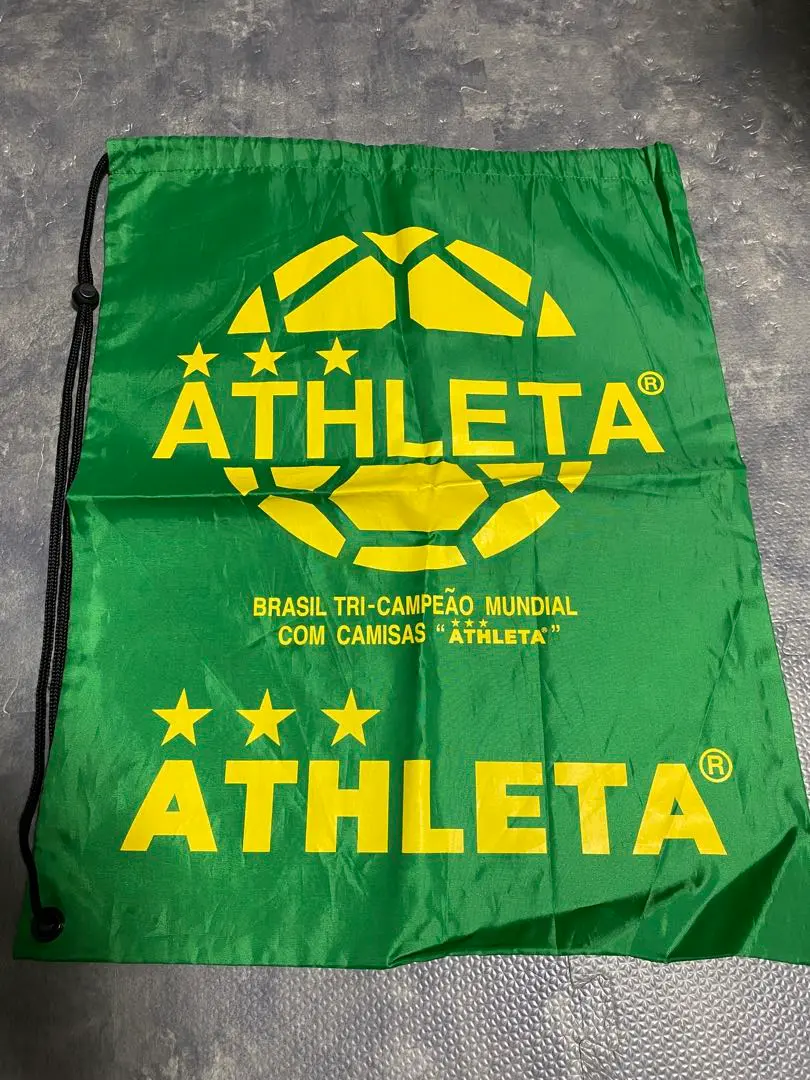 ATHLETA®
BRASIL TRI-CAMPEÃO MUNDIAL
COM CAMISAS “ATHLETA®”
ATHLETA®